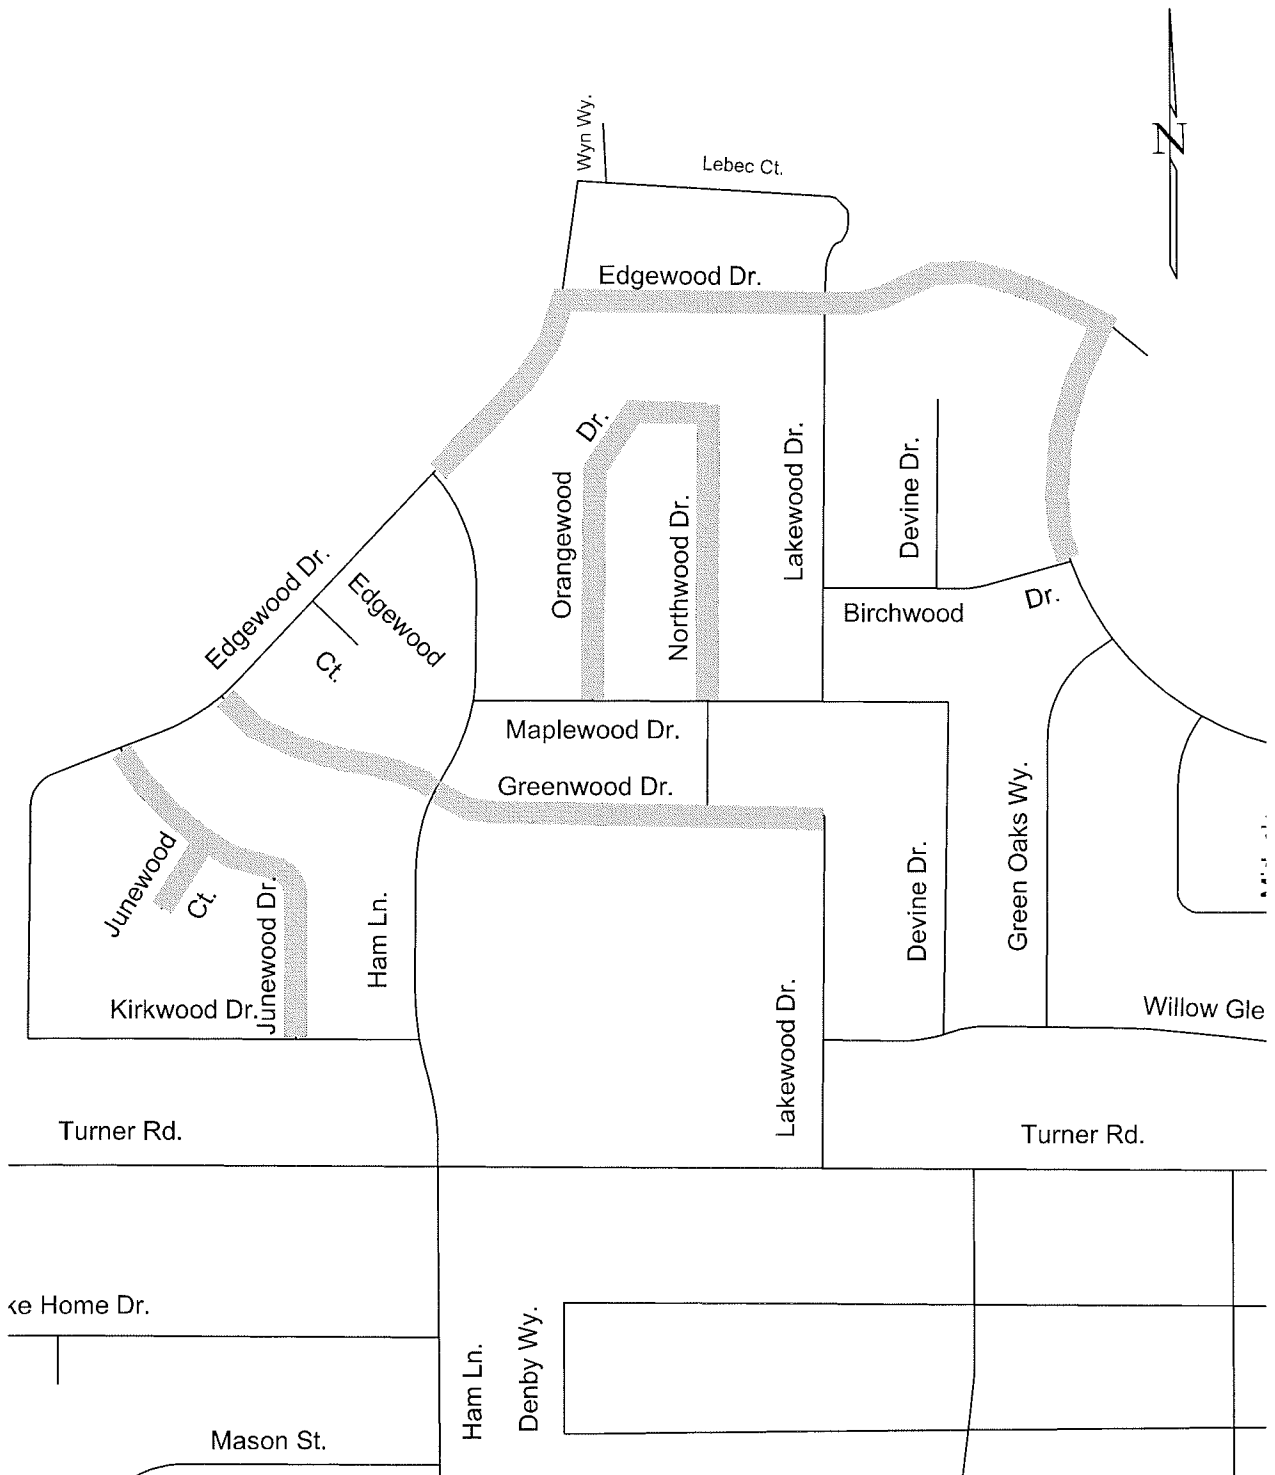 N
Wyn Wy.
Lebec Ct.
Edgewood Dr.
Orangewood
Dr.
Northwood Dr.
Lakewood Dr.
Devine Dr.
Edgewood Dr.
Edgewood
Ct.
Birchwood
Dr.
Maplewood Dr.
Greenwood Dr.
Green Oaks Wy.
Junewood
Ct.
Junewood Dr.
Ham Ln.
Devine Dr.
Kirkwood Dr.
Lakewood Dr.
Willow Gle
Turner Rd.
Turner Rd.
ke Home Dr.
Ham Ln.
Denby Wy.
Mason St.